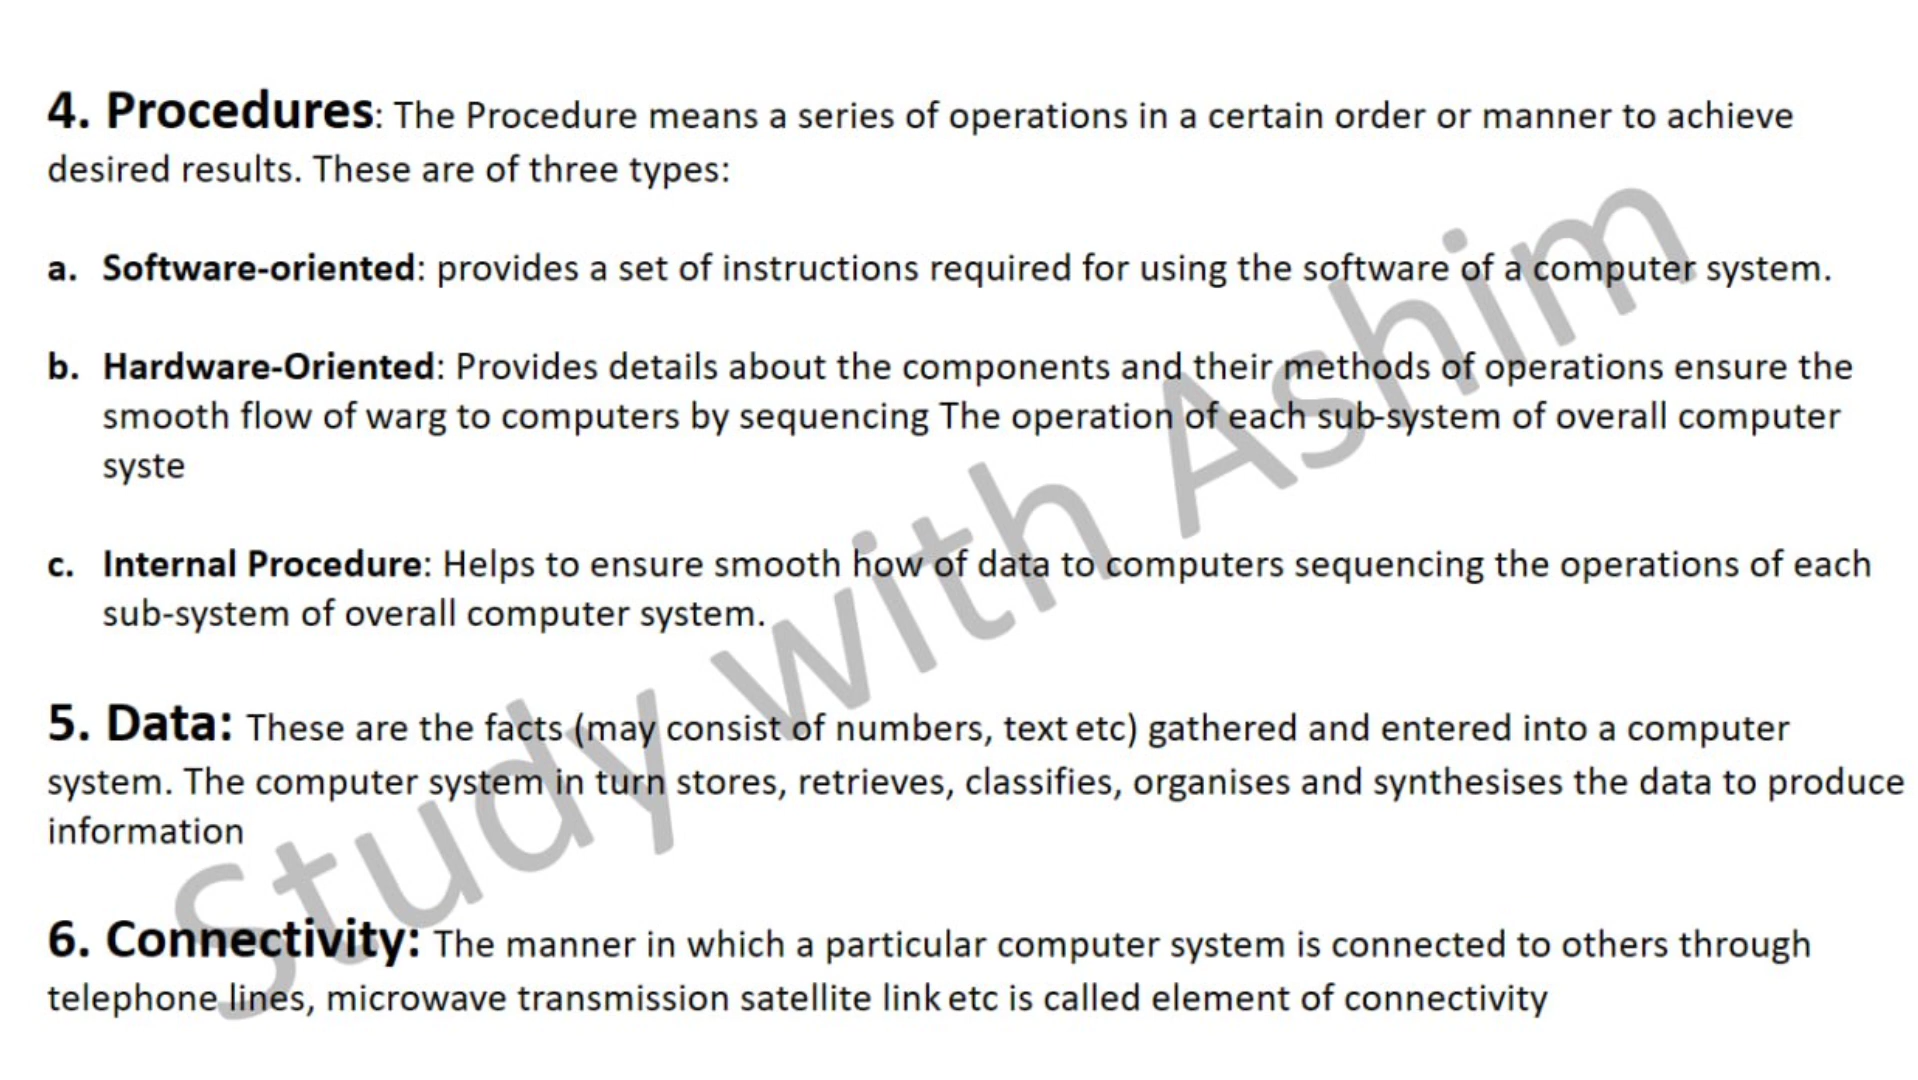 4. Procedures: The Procedure means a series of operations in a certain order or manner to achieve
desired results. These are of three types:
a. Software-oriented: provides a set of instructions required for using the software of a computer system.
b. Hardware-Oriented: Provides details about the components and their methods of operations ensure the
smooth flow of warg to computers by sequencing The operation of each sub-system of overall computer
syste
c. Internal Procedure: Helps to ensure smooth how of data to computers sequencing the operations of each
sub-system of overall computer system.
5. Data: These are the facts (may consist of numbers, text etc) gathered and entered into a computer
system. The computer system in turn stores, retrieves, classifies, organises and synthesises the data to produce
information
6. Connectivity: The manner in which a particular computer system is connected to others through
telephone lines, microwave transmission satellite link etc is called element of connectivity
Study with Ashim